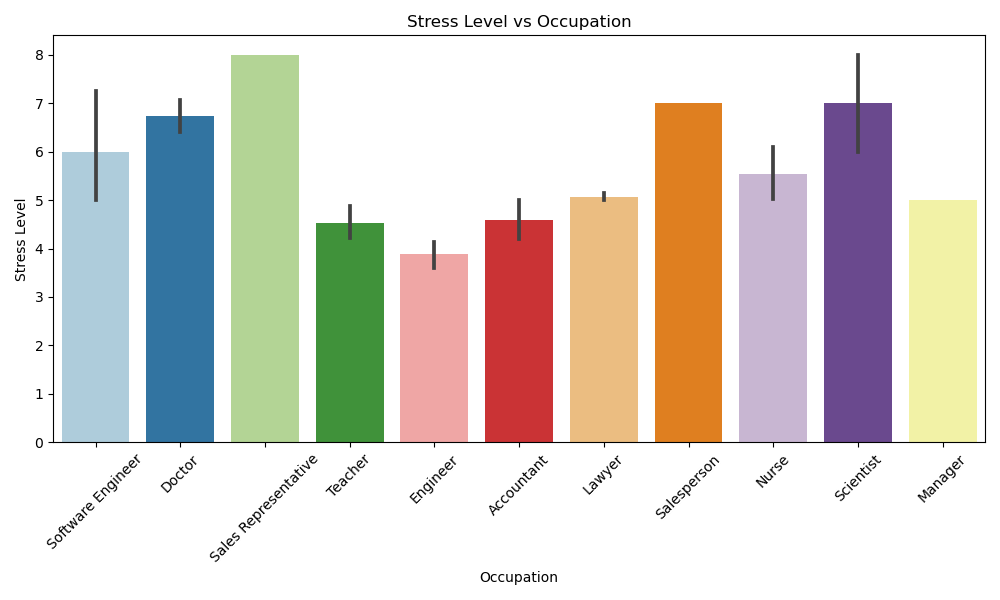 Stress Level vs Occupation
Stress Level
8
7
6
5
4
3
2
1
0
Software Engineer
Doctor
Sales Representative
Teacher
Engineer
Accountant
Lawyer
Salesperson
Nurse
Scientist
Manager
Occupation